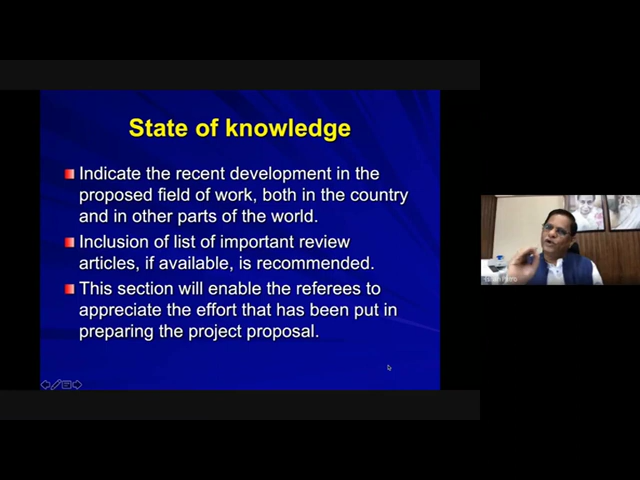 State of knowledge
Indicate the recent development in the
proposed field of work, both in the country
and in other parts of the world.
Inclusion of list of important review
articles, if available, is recommended.
This section will enable the referees to
appreciate the effort that has been put in
preparing the project proposal.